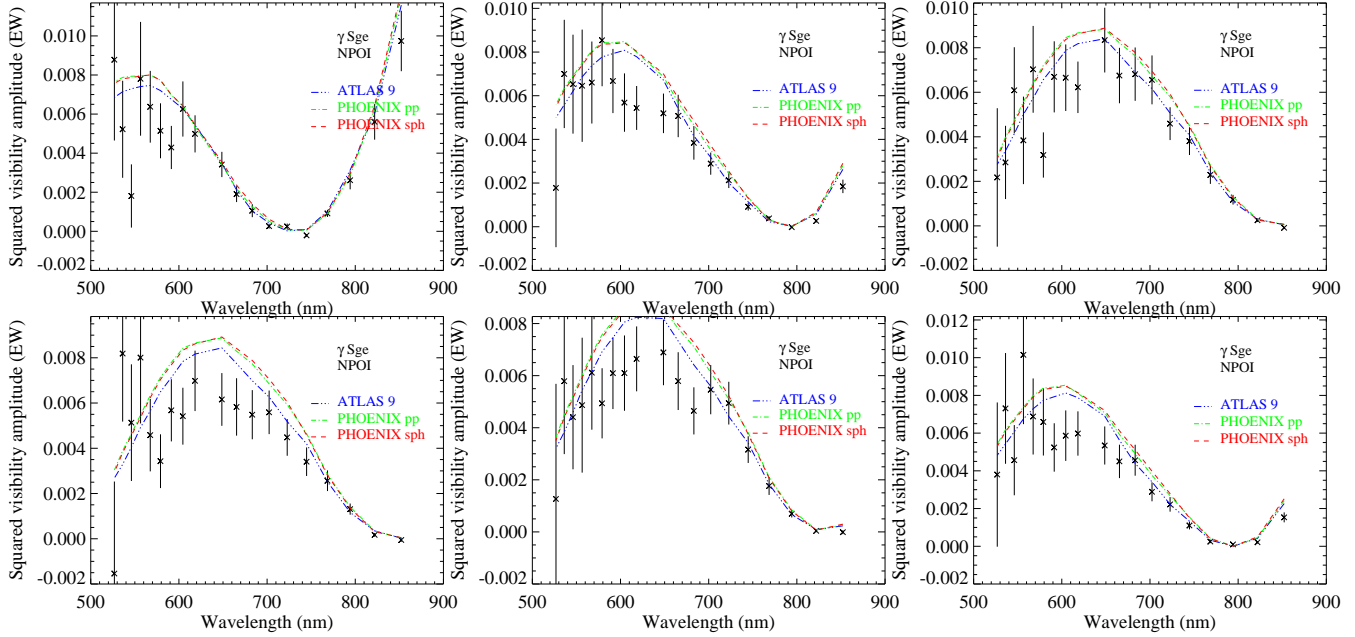 Squared visibility amplitude (EW)
0.010
0.008
0.006
0.004
0.002
0.000
-0.002
γ Sge
NPOI
ATLAS 9
PHOENIX pp
PHOENIX sph
500 600 700 800 900
Wavelength (nm)
Squared visibility amplitude (EW)
0.010
0.008
0.006
0.004
0.002
0.000
-0.002
γ Sge
NPOI
ATLAS 9
PHOENIX pp
PHOENIX sph
500 600 700 800 900
Wavelength (nm)
Squared visibility amplitude (EW)
0.010
0.008
0.006
0.004
0.002
0.000
-0.002
γ Sge
NPOI
ATLAS 9
PHOENIX pp
PHOENIX sph
500 600 700 800 900
Wavelength (nm)
Squared visibility amplitude (EW)
0.008
0.006
0.004
0.002
0.000
-0.002
γ Sge
NPOI
ATLAS 9
PHOENIX pp
PHOENIX sph
500 600 700 800 900
Wavelength (nm)
Squared visibility amplitude (EW)
0.008
0.006
0.004
0.002
0.000
-0.002
γ Sge
NPOI
ATLAS 9
PHOENIX pp
PHOENIX sph
500 600 700 800 900
Wavelength (nm)
Squared visibility amplitude (EW)
0.012
0.010
0.008
0.006
0.004
0.002
0.000
-0.002
γ Sge
NPOI
ATLAS 9
PHOENIX pp
PHOENIX sph
500 600 700 800 900
Wavelength (nm)